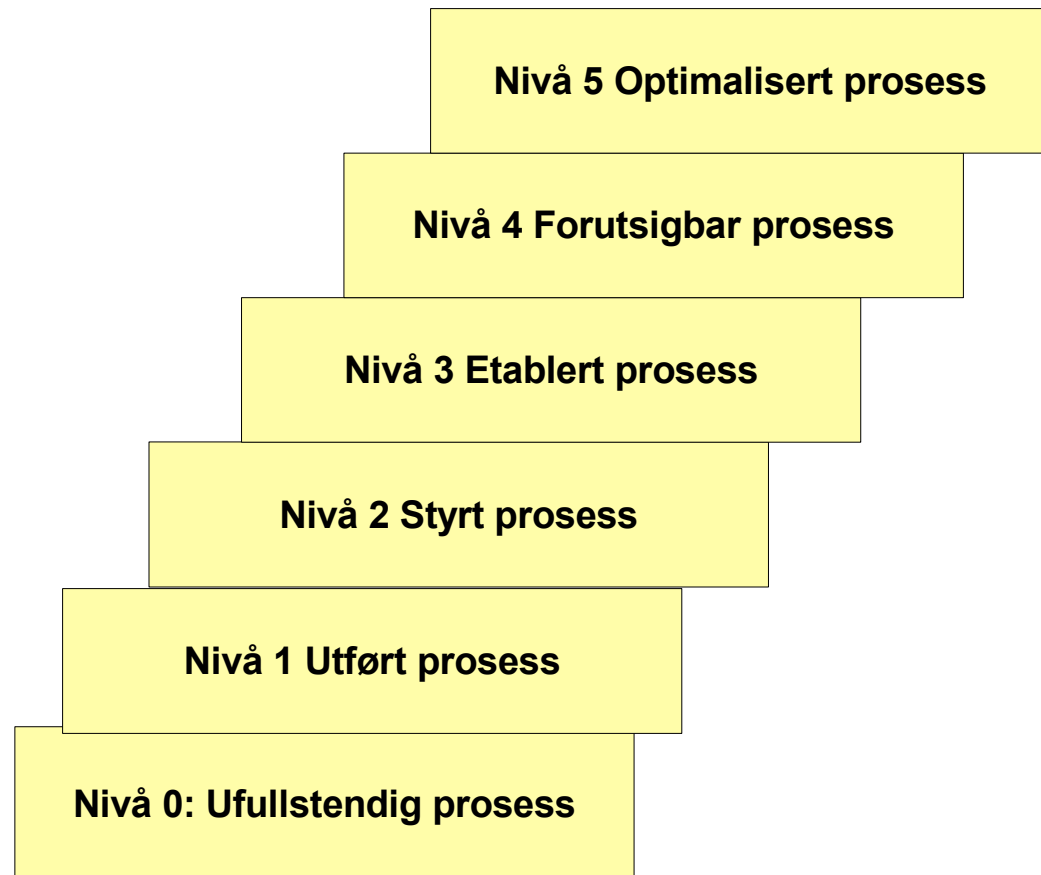 Nivå 5 Optimalisert prosess
Nivå 4 Forutsigbar prosess
Nivå 3 Etablert prosess
Nivå 2 Styrt prosess
Nivå 1 Utført prosess
Nivå 0: Ufullstendig prosess